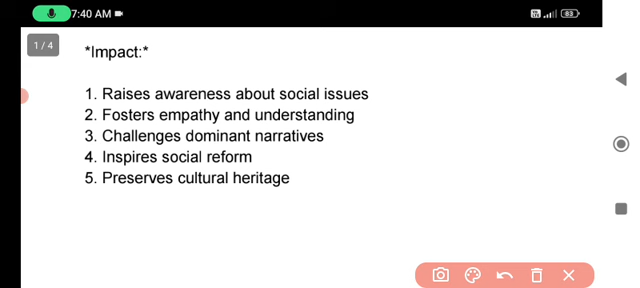 7:40 AM
83
1 / 4
*Impact:*
1. Raises awareness about social issues
2. Fosters empathy and understanding
3. Challenges dominant narratives
4. Inspires social reform
5. Preserves cultural heritage